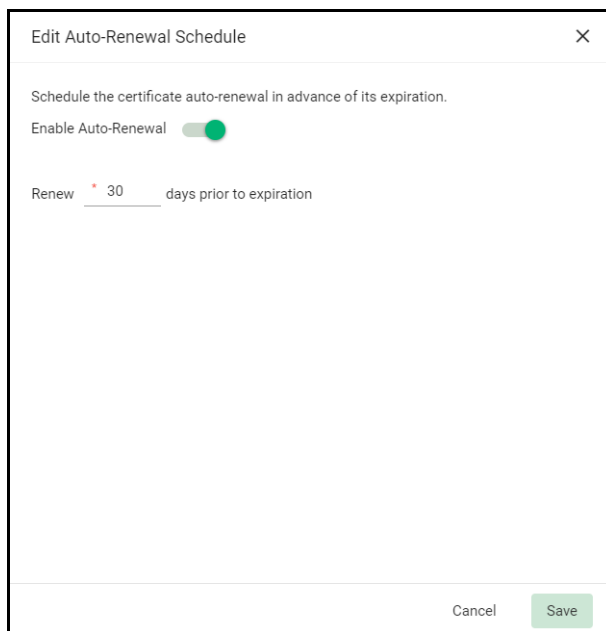 Edit Auto-Renewal Schedule
Schedule the certificate auto-renewal in advance of its expiration.
Enable Auto-Renewal
Renew * 30 days prior to expiration
Cancel Save